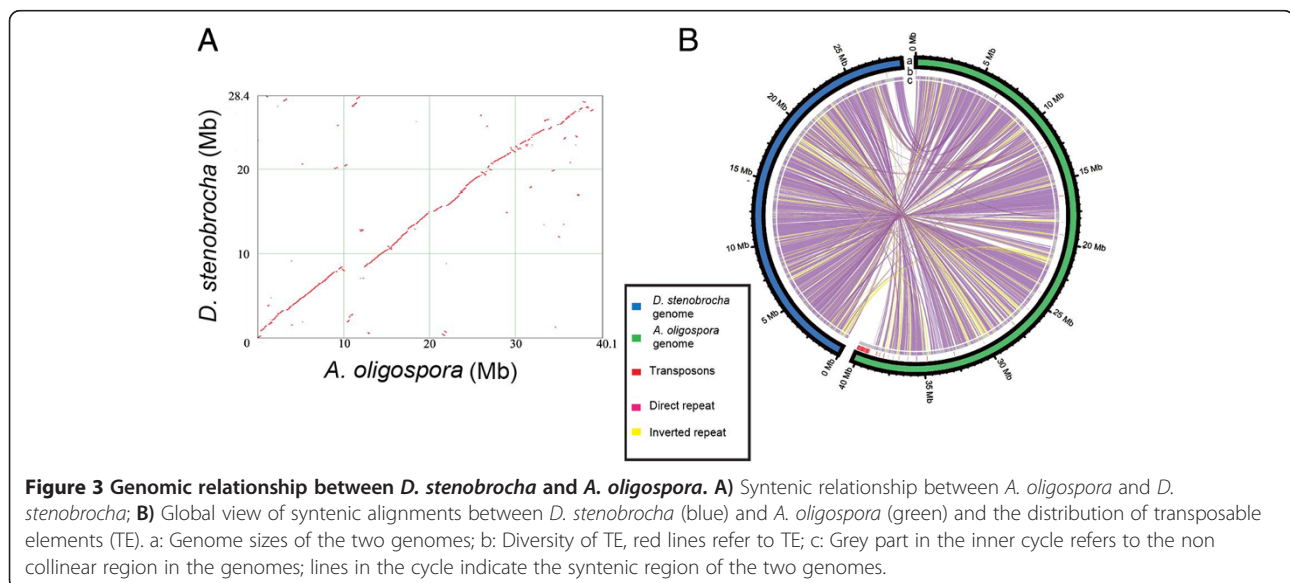 A
D. stenobrocha (Mb)
28.4
20
10
0
10
20
30
40.1
A. oligospora (Mb)
B
0 Mb
5 Mb
10 Mb
15 Mb
20 Mb
25 Mb
30 Mb
35 Mb
40 Mb
0 Mb
5 Mb
10 Mb
15 Mb
20 Mb
25 Mb
a
b
c
D. stenobrocha
genome
A. oligospora
genome
Transposons
Direct repeat
Inverted repeat
Figure 3 Genomic relationship between D. stenobrocha and A. oligospora. A) Syntenic relationship between A. oligospora and D.
stenobrocha; B) Global view of syntenic alignments between D. stenobrocha (blue) and A. oligospora (green) and the distribution of transposable
elements (TE). a: Genome sizes of the two genomes; b: Diversity of TE, red lines refer to TE; c: Grey part in the inner cycle refers to the non
collinear region in the genomes; lines in the cycle indicate the syntenic region of the two genomes.